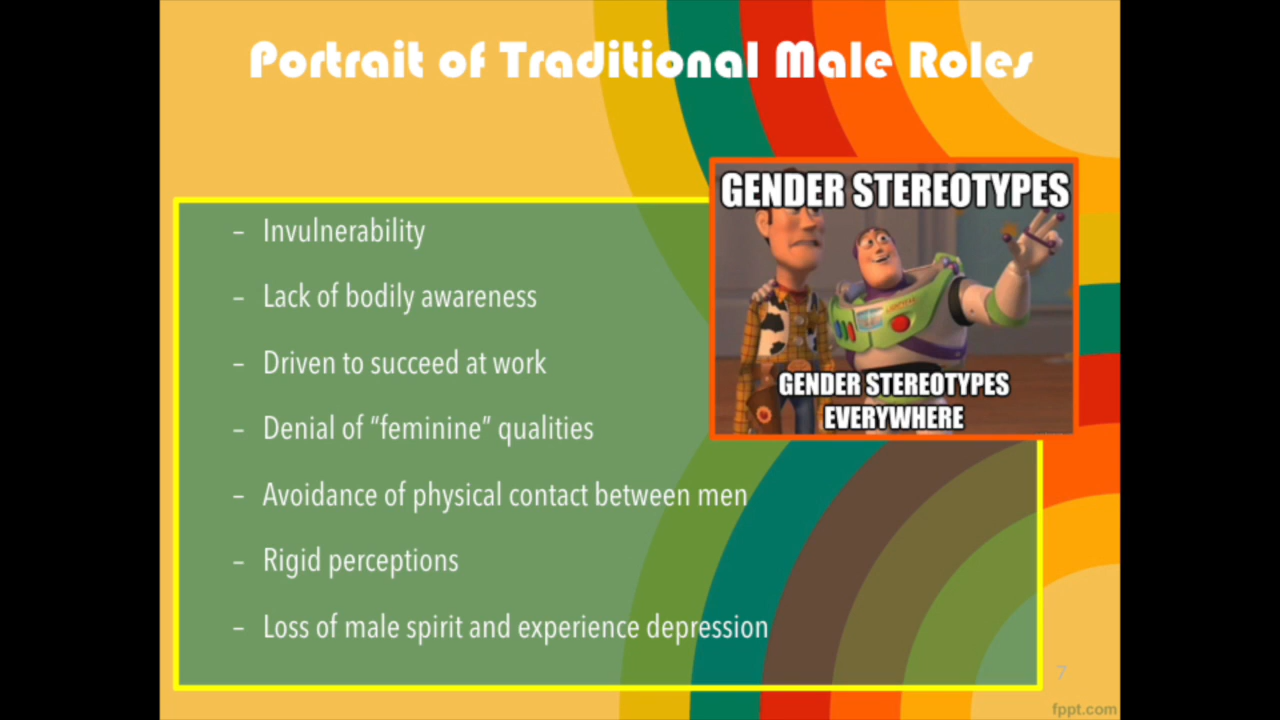 Portrait of Traditional Male Roles
GENDER STEREOTYPES
GENDER STEREOTYPES
EVERYWHERE
– Invulnerability
– Lack of bodily awareness
– Driven to succeed at work
– Denial of “feminine” qualities
– Avoidance of physical contact between men
– Rigid perceptions
– Loss of male spirit and experience depression
7
fppt.com